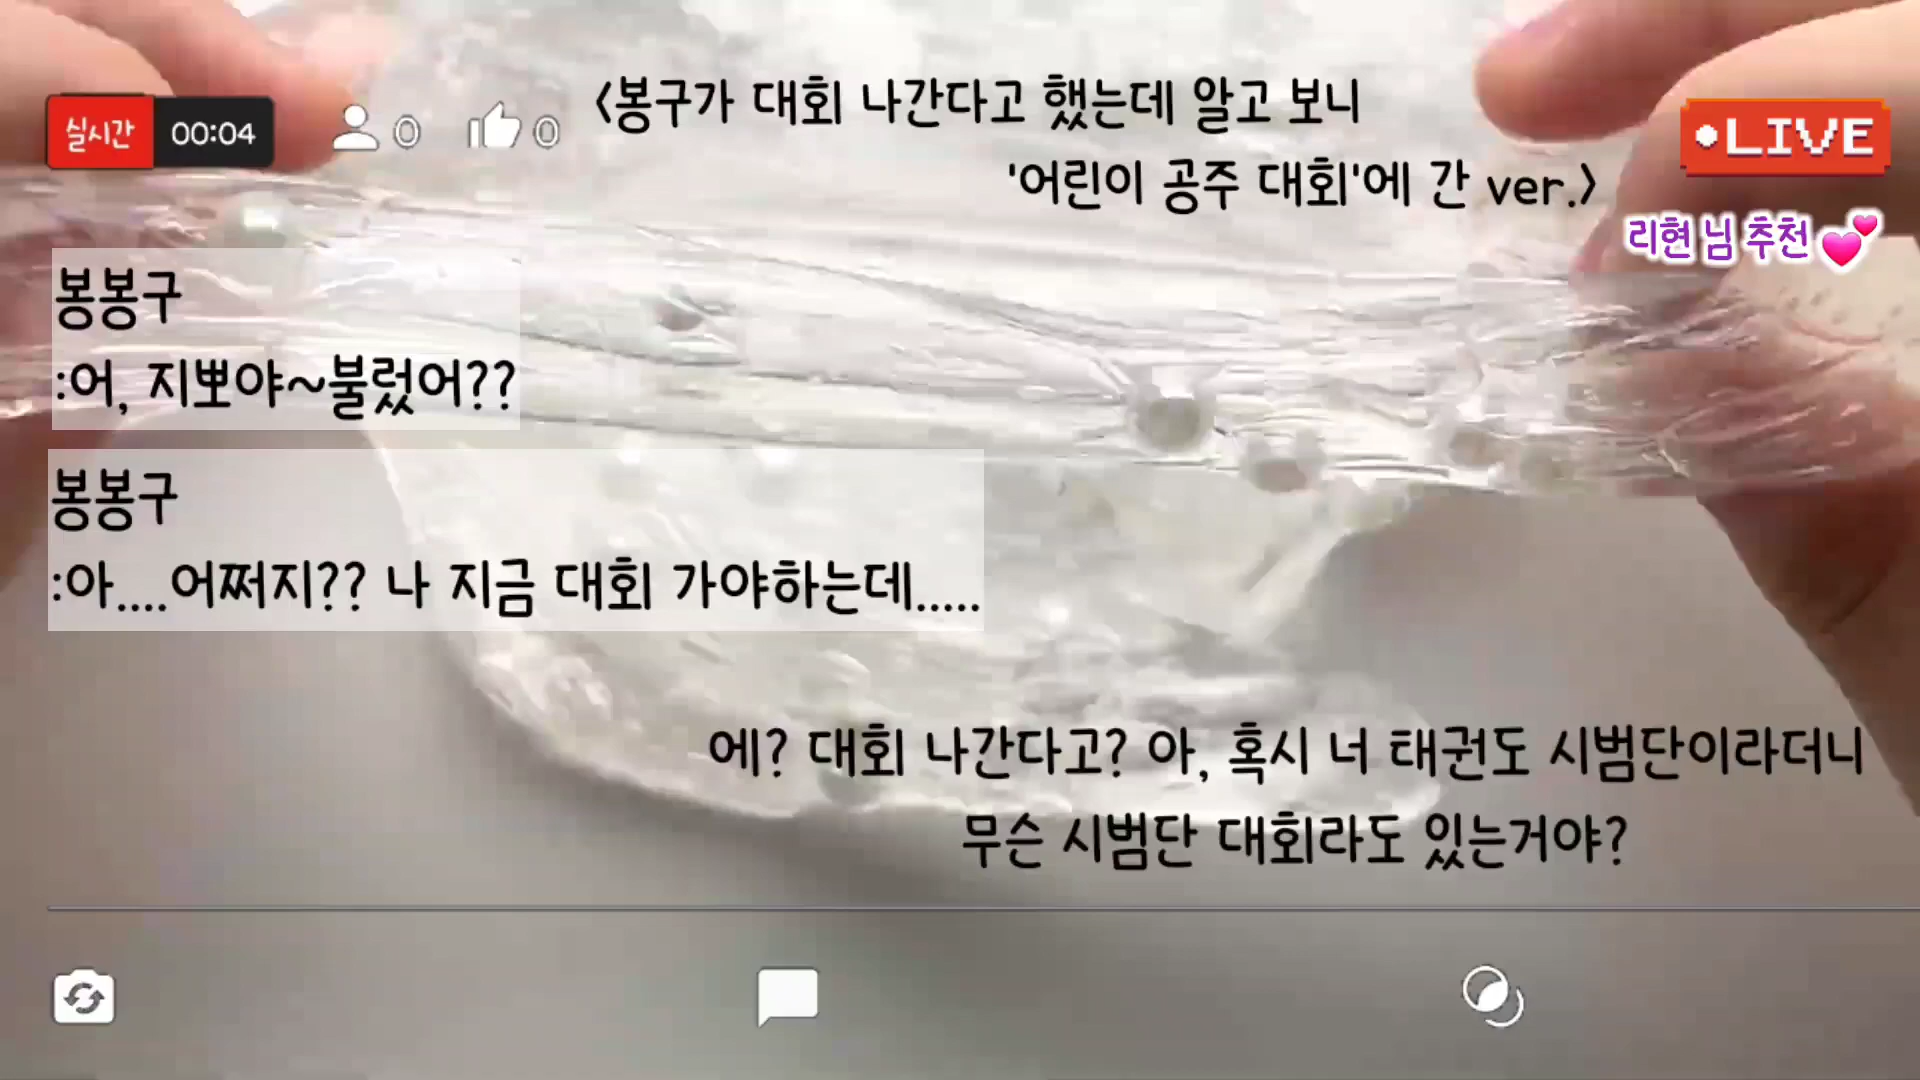 실시간 00:04 0 0
<봉구가 대회 나간다고 했는데 알고 보니
'어린이 공주 대회'에 간 ver.>
LIVE
리현 님 추천
봉봉구
:어, 지뽀야~불렀어??
봉봉구
:아....어쩌지?? 나 지금 대회 가야하는데.....
에? 대회 나간다고? 아, 혹시 너 태권도 시범단이라더니
무슨 시범단 대회라도 있는거야?